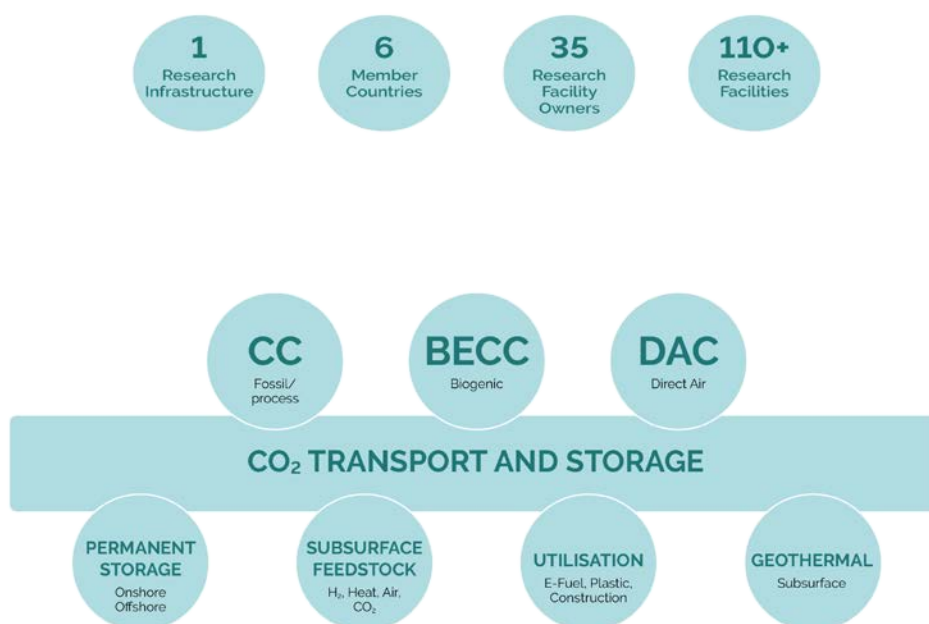 1
Research
Infrastructure
6
Member
Countries
35
Research
Facility
Owners
110+
Research
Facilities
CC
Fossil/
process
BECC
Biogenic
DAC
Direct Air
CO₂ TRANSPORT AND STORAGE
PERMANENT
STORAGE
Onshore
Offshore
SUBSURFACE
FEEDSTOCK
H₂, Heat, Air,
CO₂
UTILISATION
E-Fuel, Plastic,
Construction
GEOTHERMAL
Subsurface